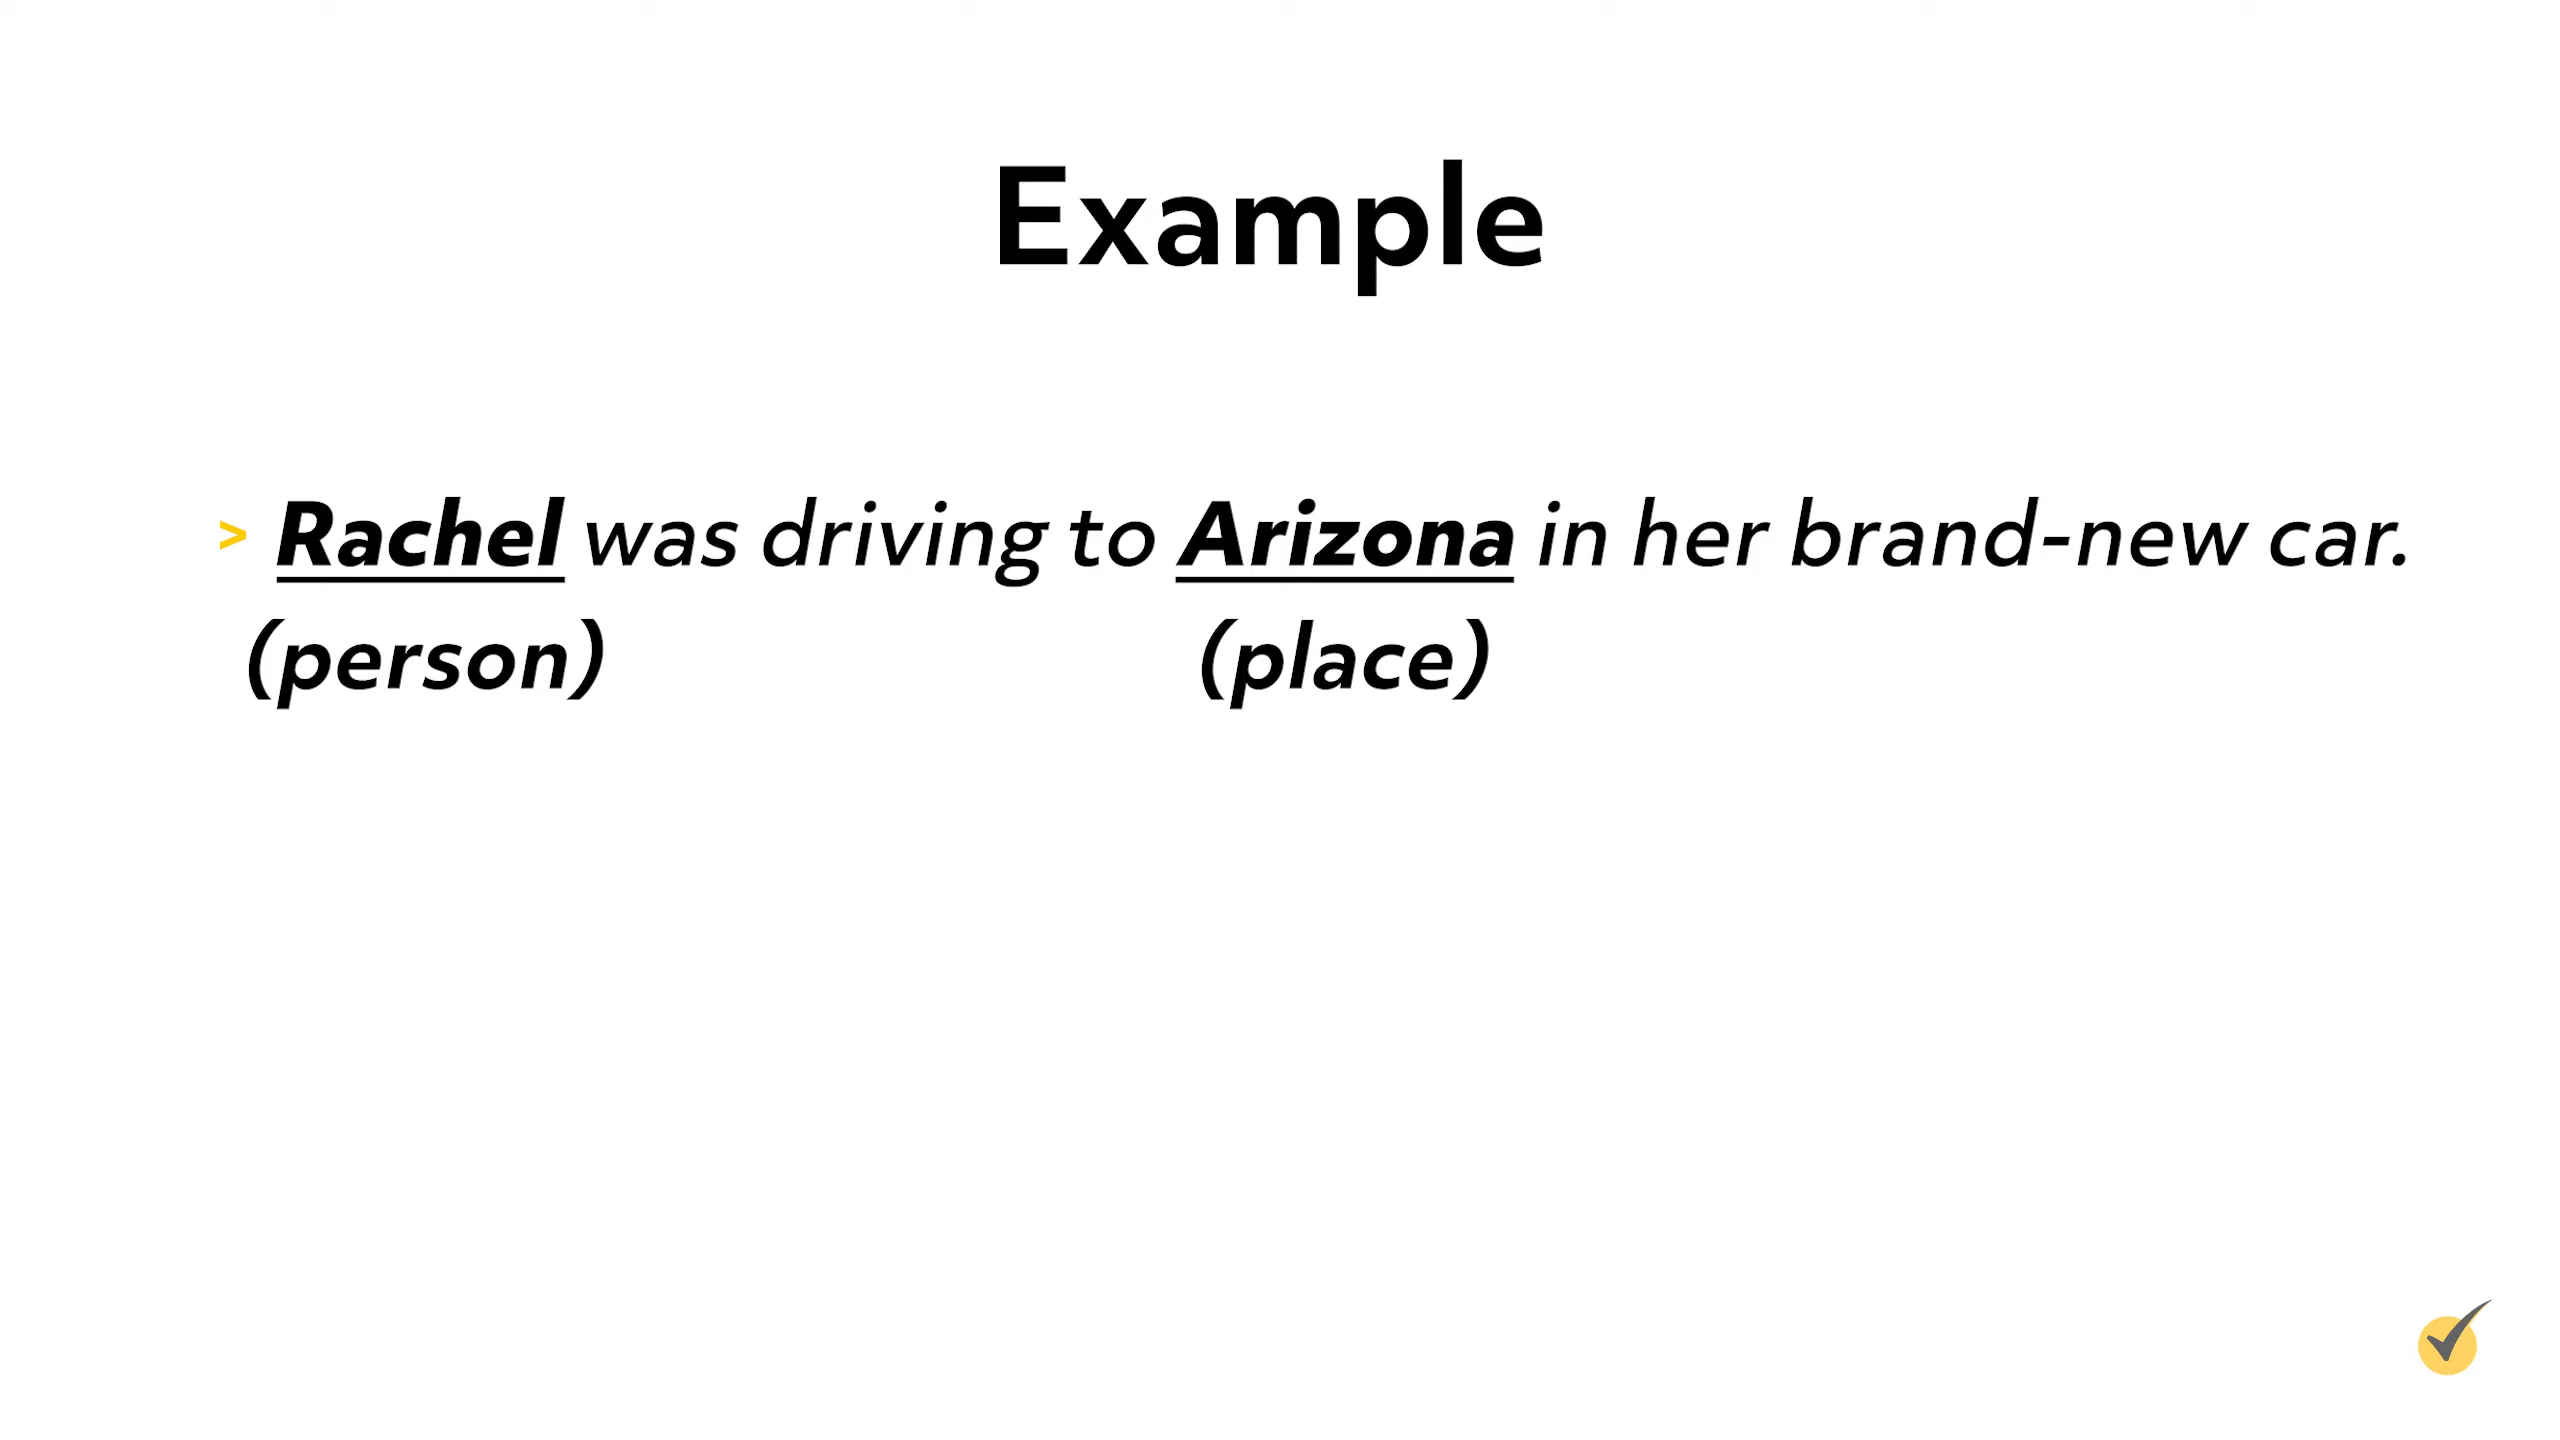 Example
> Rachel was driving to Arizona in her brand-new car.
(person) (place)